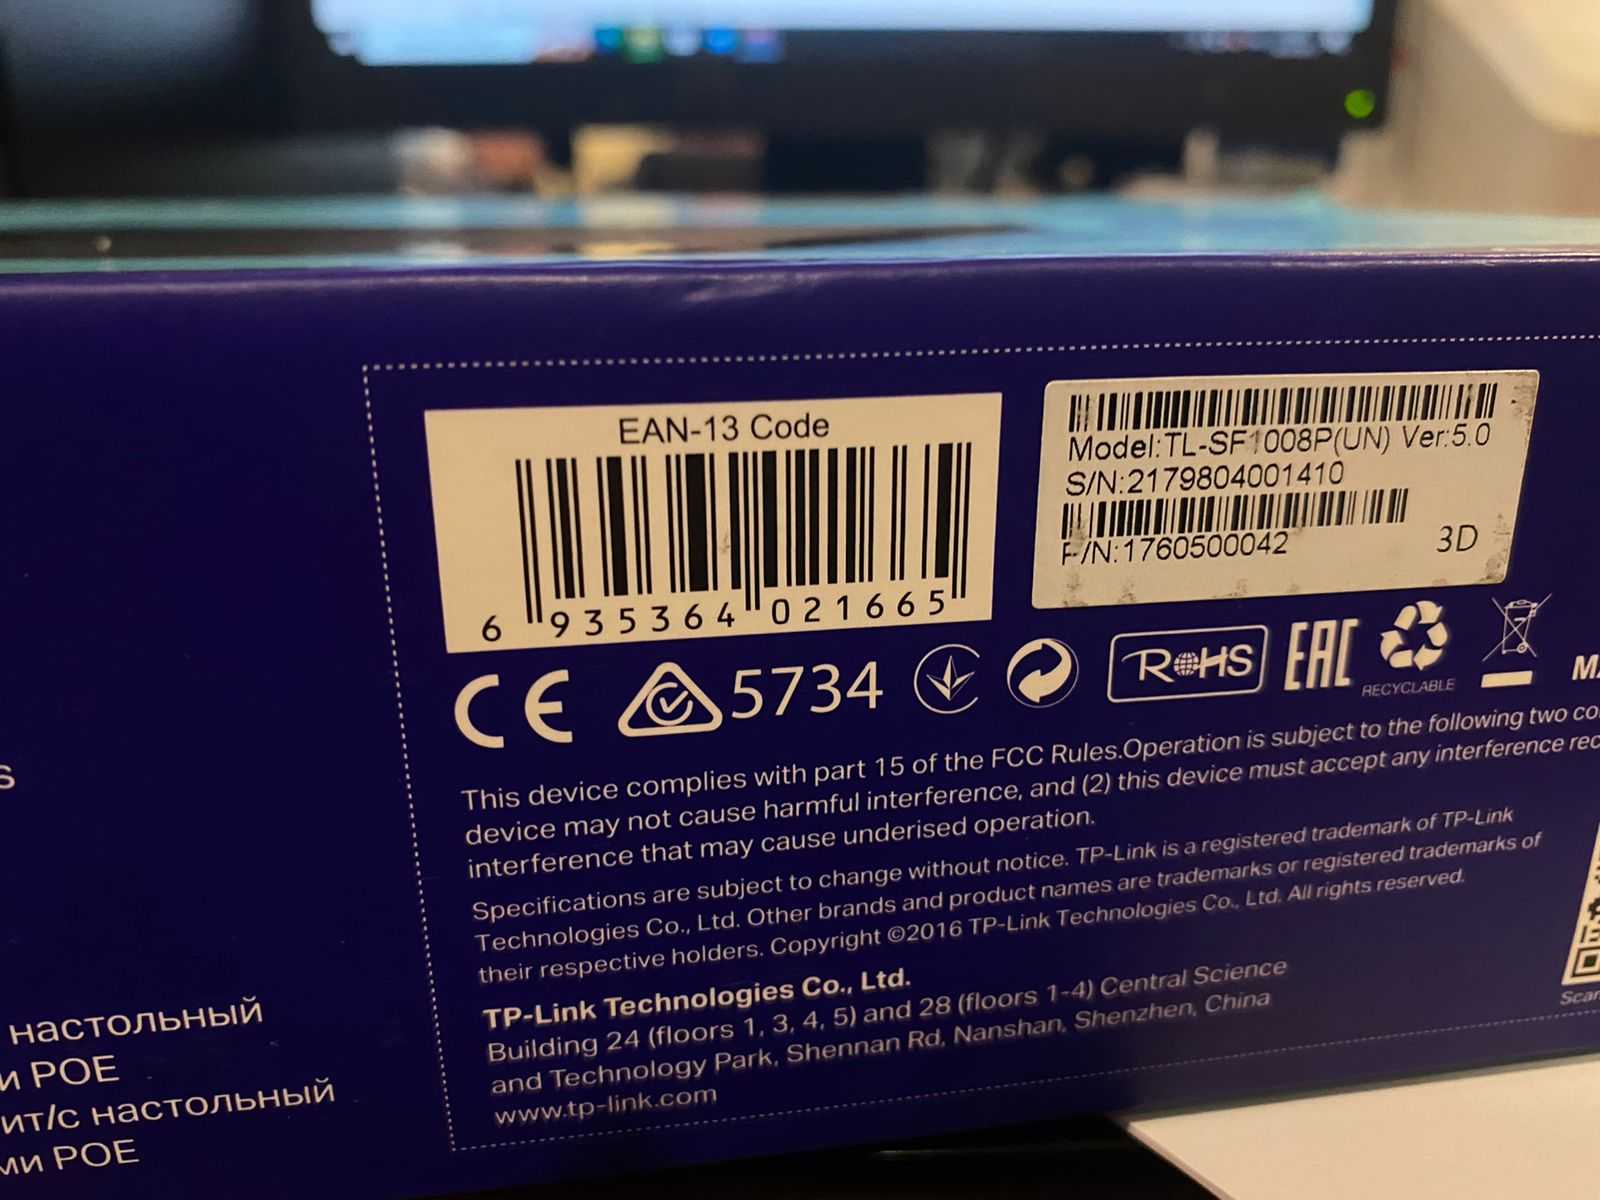 EAN-13 Code
6 935364 021665
Model:TL-SF1008P(UN) Ver:5.0
S/N:2179804001410
P/N:1760500042
3D
CE
5734
RoHS
EAC
RECYCLABLE
This device complies with part 15 of the FCC Rules.Operation is subject to the following two
device may not cause harmful interference, and (2) this device must accept any interference
interference that may cause underised operation.
Specifications are subject to change without notice. TP-Link is a registered trademark of TP-Link
Technologies Co., Ltd. Other brands and product names are trademarks or registered trademarks of
their respective holders. Copyright ©2016 TP-Link Technologies Co., Ltd. All rights reserved.
TP-Link Technologies Co., Ltd.
Building 24 (floors 1, 3, 4, 5) and 28 (floors 1-4) Central Science
and Technology Park, Shennan Rd, Nanshan, Shenzhen, China
www.tp-link.com
настольный
POE
ит/с настольный
POE